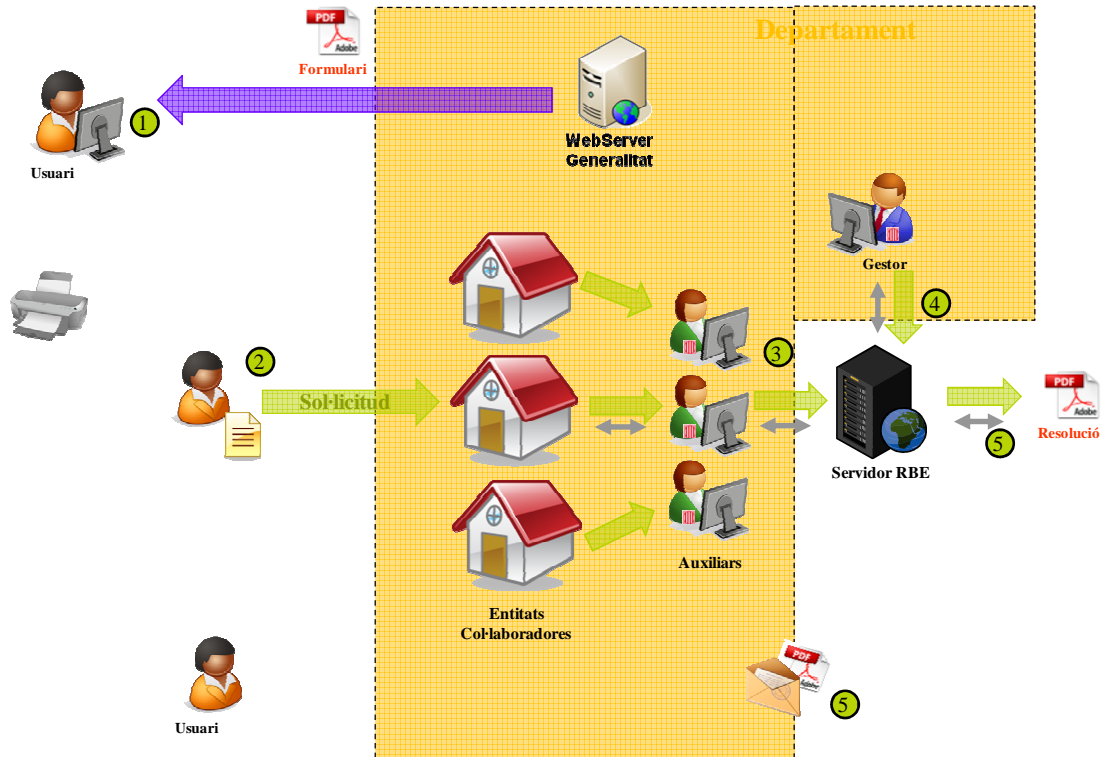 PDF
Adobe
Formulari
Departament
1
Usuari
WebServer
Generalitat
Gestor
4
3
2
Sol·licitud
Servidor RBE
PDF
Adobe
5
Resolució
Auxiliars
Entitats
Col·laboradores
Usuari
PDF
Adobe
5